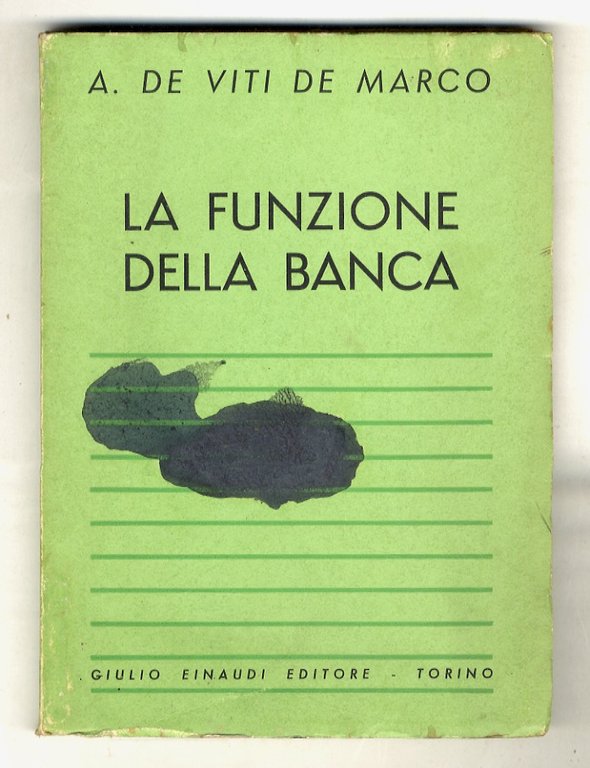 A. DE VITI DE MARCO
LA FUNZIONE
DELLA BANCA
GIULIO EINAUDI EDITORE - TORINO